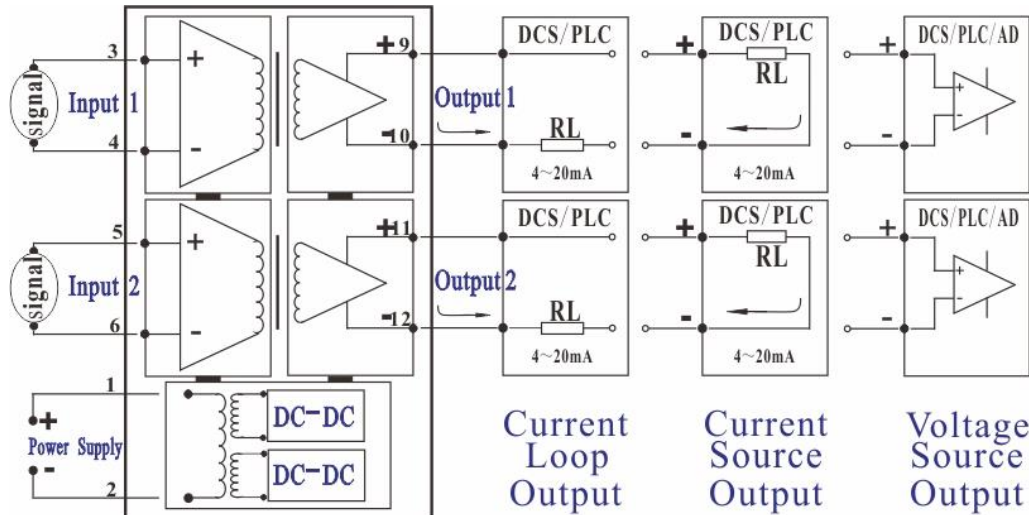 3
signal
Input 1
4
+
-
+
9
-
10
Output 1
DCS/PLC
RL
4~20mA
+
DCS/PLC
RL
-
4~20mA
+
DCS/PLC/AD
+
-
-
5
signal
Input 2
6
+
-
+
11
-
12
Output 2
DCS/PLC
RL
4~20mA
+
DCS/PLC
RL
-
4~20mA
+
DCS/PLC/AD
+
-
-
1
+
Power Supply
-
2
DC-DC
DC-DC
Current
Loop
Output
Current
Source
Output
Voltage
Source
Output